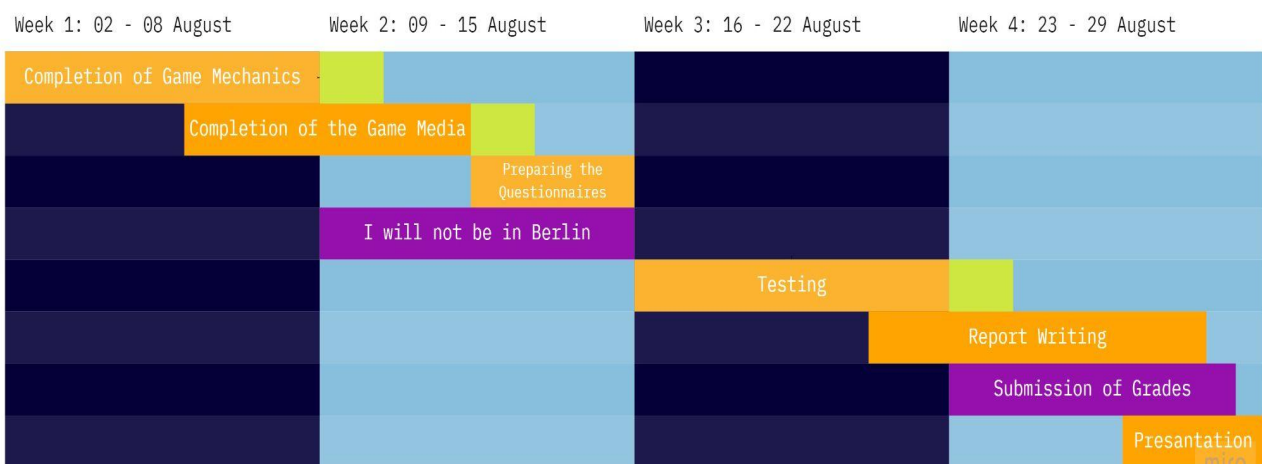 Week 1: 02 - 08 August
Week 2: 09 - 15 August
Week 3: 16 - 22 August
Week 4: 23 - 29 August
Completion of Game Mechanics
Completion of the Game Media
Preparing the
Questionnaires
I will not be in Berlin
Testing
Report Writing
Submission of Grades
Presantation
miro